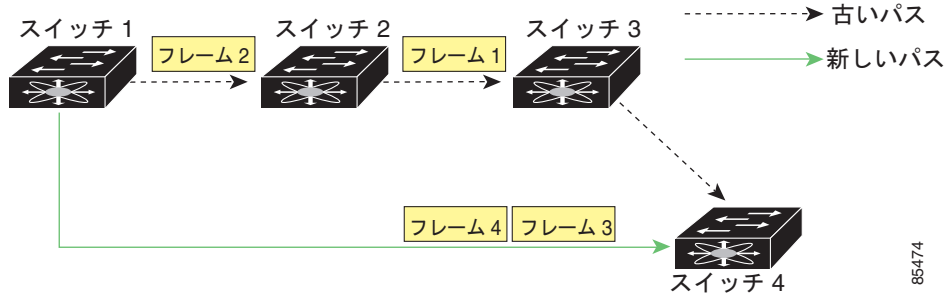 スイッチ 1
フレーム 2
スイッチ 2
フレーム 1
スイッチ 3
古いパス
新しいパス
フレーム 4
フレーム 3
スイッチ 4
85474